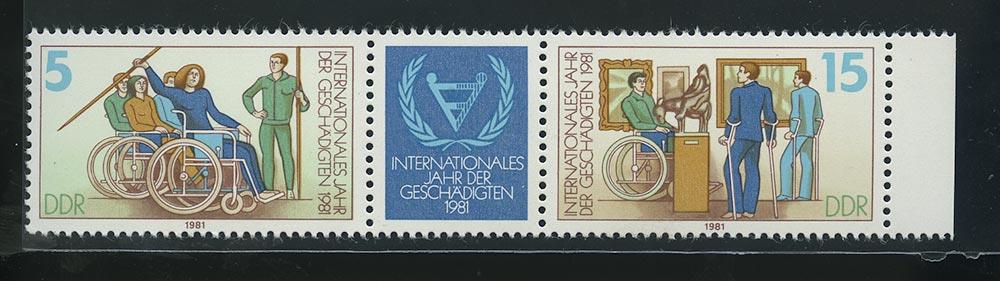 5
INTERNATIONALES JAHR
DER GESCHÄDIGTEN 1981
DDR
1981
INTERNATIONALES
JAHR DER
GESCHÄDIGTEN
1981
INTERNATIONALES JAHR
DER GESCHÄDIGTEN 1981
15
DDR
1981